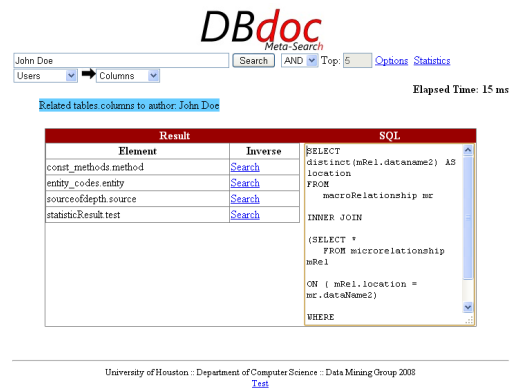 DBdoc
Meta-Search
John Doe Search AND Top: 5 Options Statistics
Users Columns
Elapsed Time: 15 ms
Related tables.columns to author: John Doe
Result SQL
Element Inverse
const_methods.method Search
entity_codes.entity Search
sourceofdepth.source Search
statisticResult.test Search
SELECT
distinct(mRel.dataname2) AS
location
FROM
macroRelationship mr
INNER JOIN
(SELECT *
FROM microrelationship
mRel
ON ( mRel.location =
mr.dataName2)
WHERE
University of Houston :: Department of Computer Science :: Data Mining Group 2008
Test